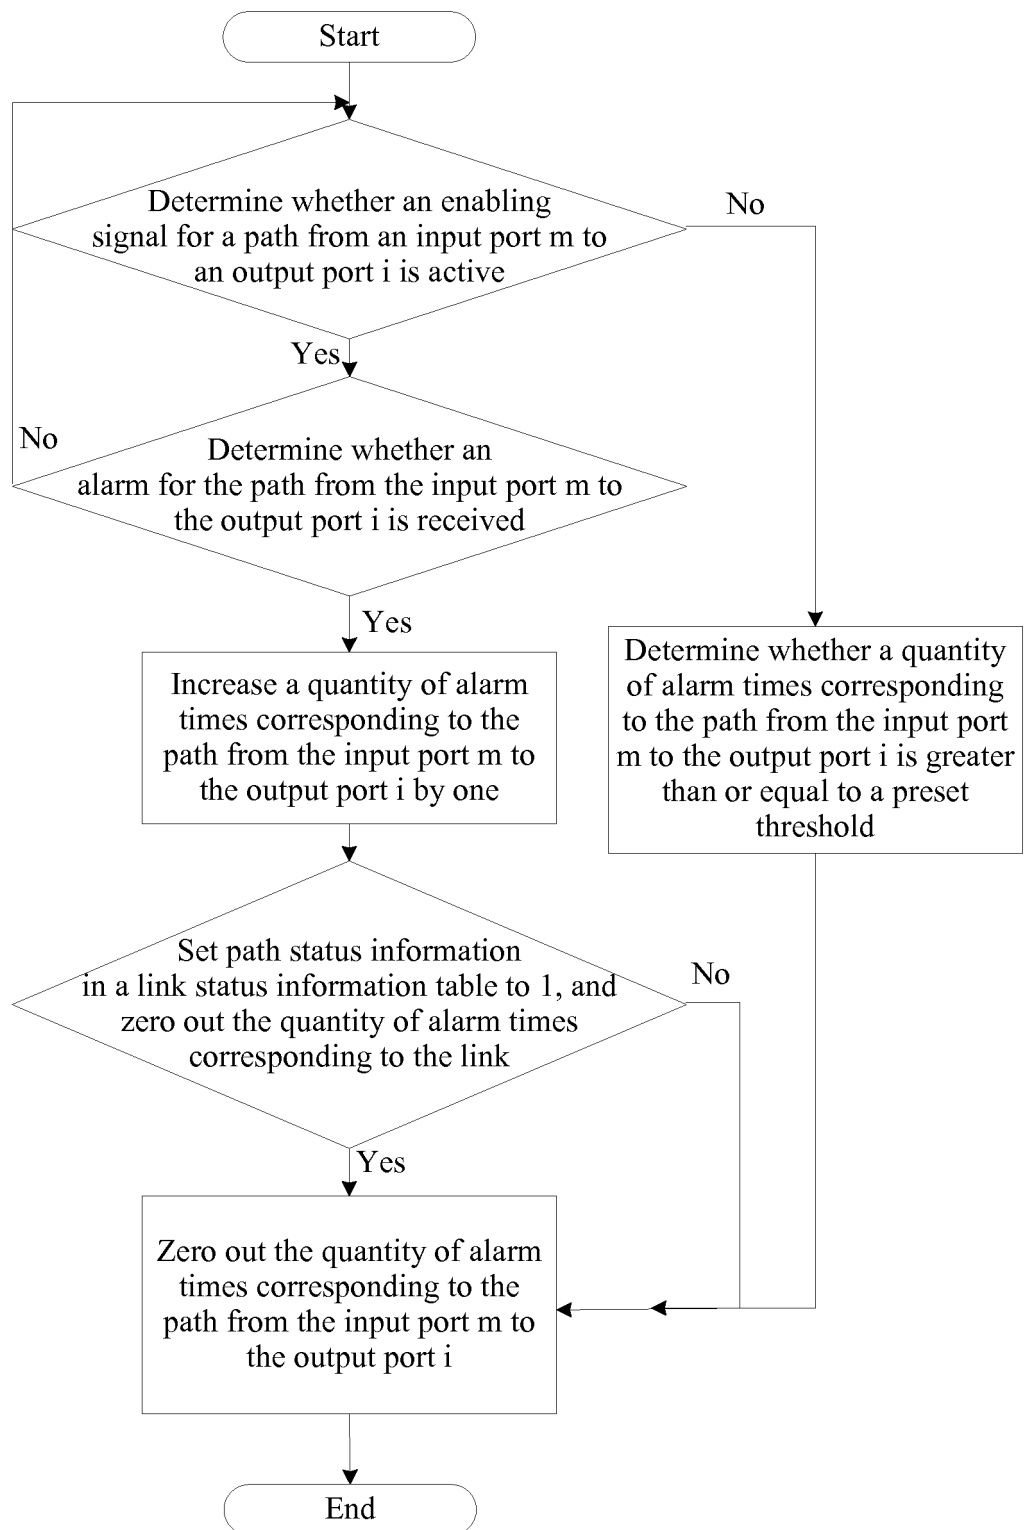 Start
Determine whether an enabling
signal for a path from an input port m to
an output port i is active
No
Yes
Determine whether an
alarm for the path from the input port m to
the output port i is received
No
Yes
Increase a quantity of alarm
times corresponding to the
path from the input port m to
the output port i by one
Determine whether a quantity
of alarm times corresponding
to the path from the input port
m to the output port i is greater
than or equal to a preset
threshold
Set path status information
in a link status information table to 1, and
zero out the quantity of alarm times
corresponding to the link
No
Yes
Zero out the quantity of alarm
times corresponding to the
path from the input port m to
the output port i
End